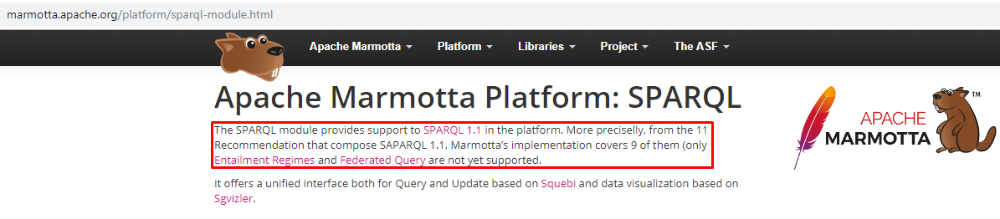 marmotta.apache.org/platform/sparql-module.html
Apache Marmotta Platform Libraries Project The ASF
Apache Marmotta Platform: SPARQL
The SPARQL module provides support to SPARQL 1.1 in the platform. More preciselly, from the 11
Recommendation that compose SAPARQL 1.1, Marmotta's implementation covers 9 of them (only
Entailment Regimes and Federated Query are not yet supported.
It offers a unified interface both for Query and Update based on Squebi and data visualization based on
Sgvizler.
APACHE
MARMOTTA
TM